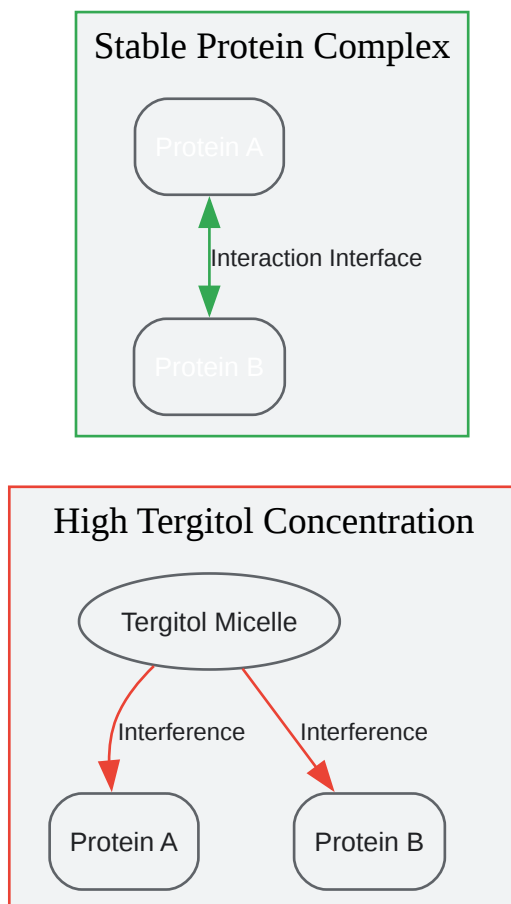 Stable Protein Complex
Protein A
Interaction Interface
Protein B
High Tergitol Concentration
Tergitol Micelle
Interference Interference
Protein A Protein B